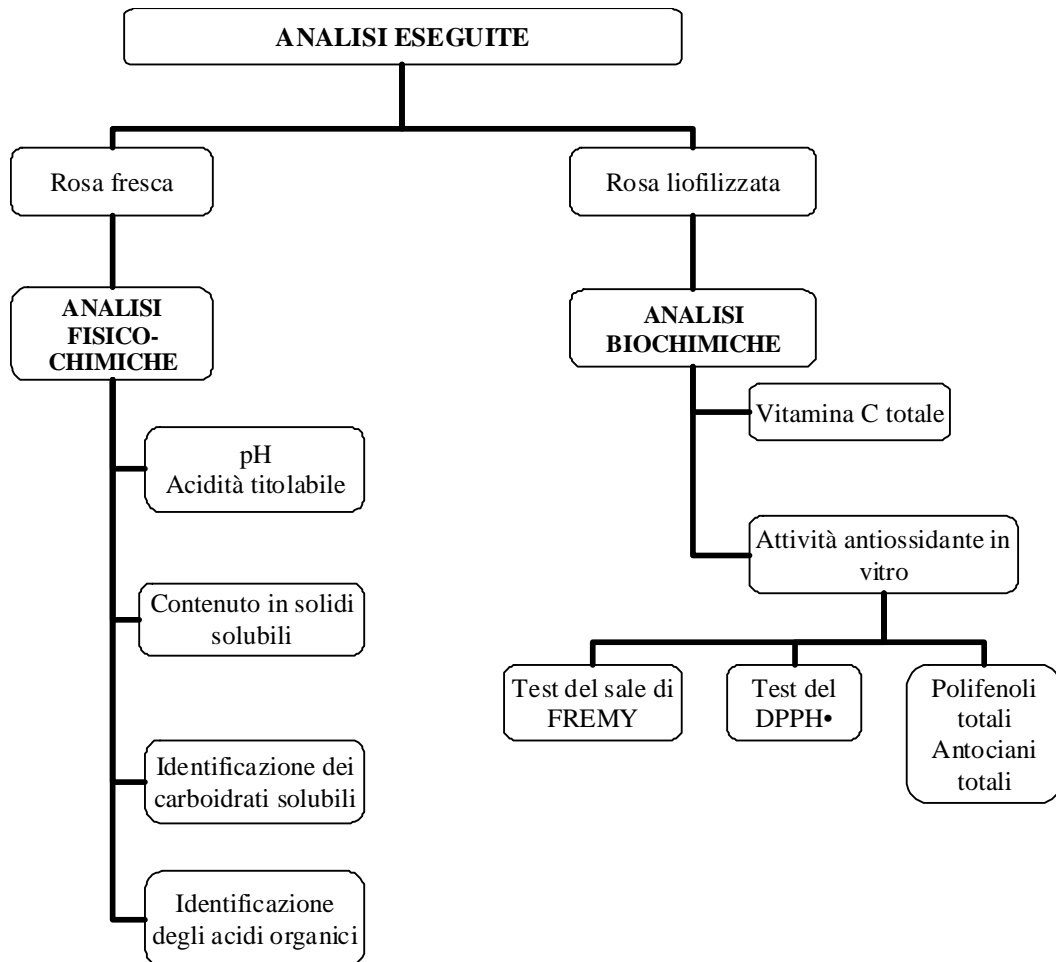 ANALISI ESEGUITE
Rosa fresca
Rosa liofilizzata
ANALISI
FISICO-
CHIMICHE
ANALISI
BIOCHIMICHE
pH
Acidità titolabile
Contenuto in solidi
solubili
Identificazione dei
carboidrati solubili
Identificazione
degli acidi organici
Vitamina C totale
Attività antiossidante in
vitro
Test del sale di
FREMY
Test del
DPPH•
Polifenoli
totali
Antociani
totali